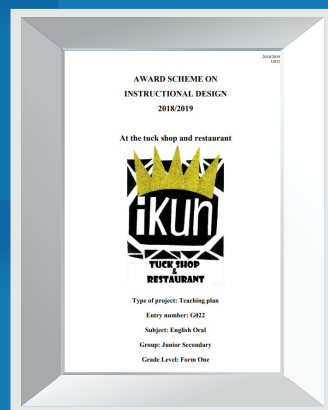 2018/2019
G022
AWARD SCHEME ON
INSTRUCTIONAL DESIGN
2018/2019
At the tuck shop and restaurant
ikun
TUCK SHOP
&
RESTAURANT
Type of project: Teaching plan
Entry number: G022
Subject: English Oral
Group: Junior Secondary
Grade Level: Form One